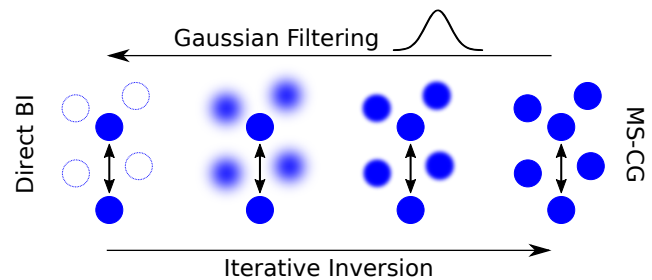 Gaussian Filtering
Direct BI
MS-CG
Iterative Inversion